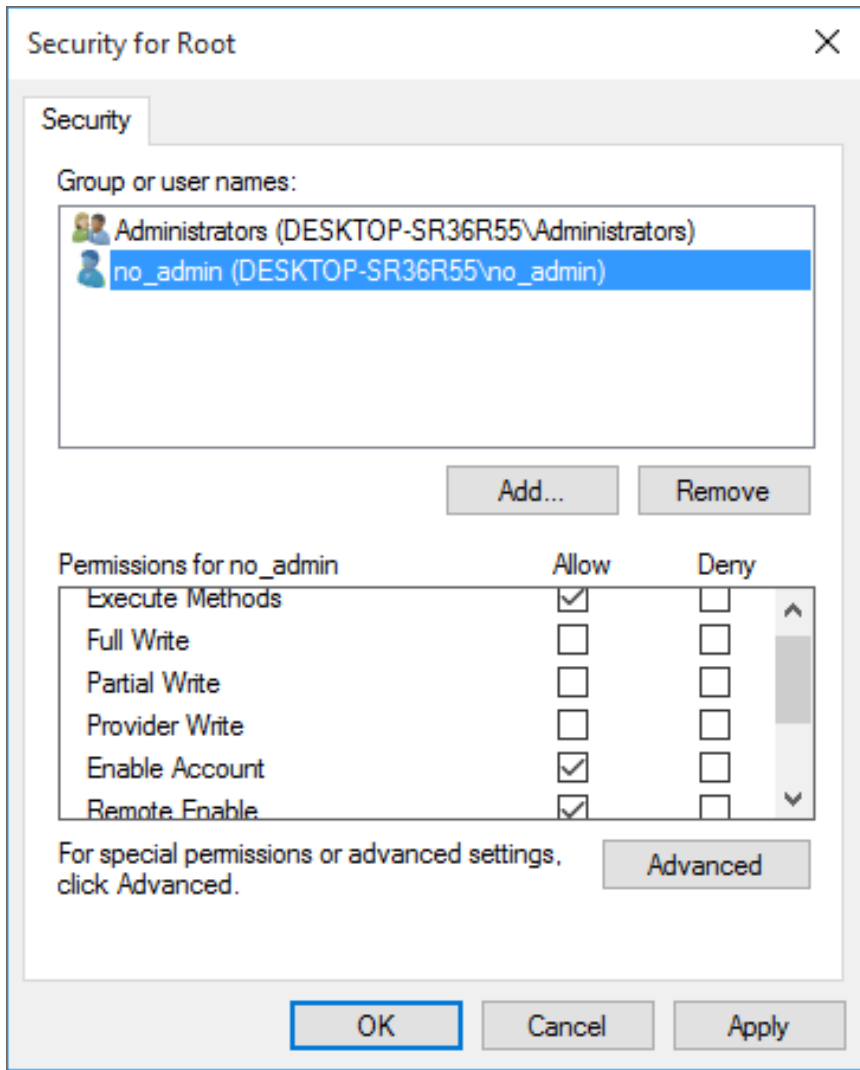 Security for Root
Security
Group or user names:
Administrators (DESKTOP-SR36R55\Administrators)
no_admin (DESKTOP-SR36R55\no_admin)
Add... Remove
Permissions for no_admin Allow Deny
Execute Methods
Full Write
Partial Write
Provider Write
Enable Account
Remote Enable
For special permissions or advanced settings,
click Advanced.
Advanced
OK Cancel Apply